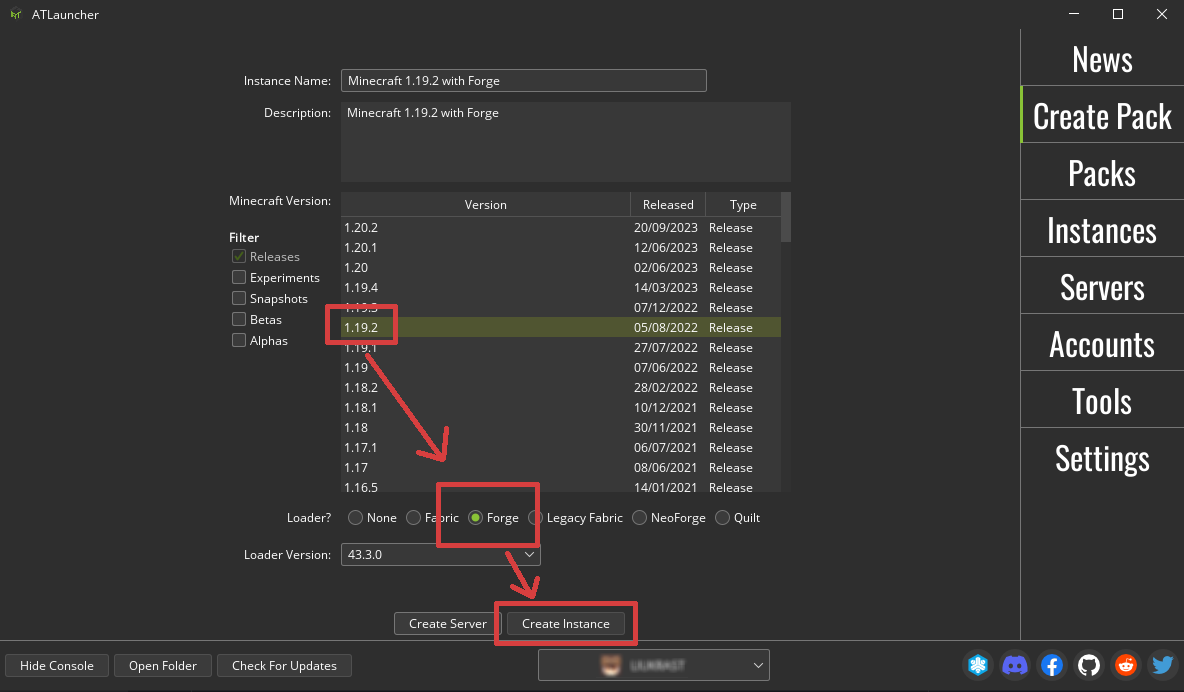 ATLauncher
Instance Name: Minecraft 1.19.2 with Forge
Description: Minecraft 1.19.2 with Forge
Minecraft Version:
Version Released Type
1.20.2 20/09/2023 Release
1.20.1 12/06/2023 Release
1.20 02/06/2023 Release
1.19.4 14/03/2023 Release
1.19.3 07/12/2022 Release
1.19.2 05/08/2022 Release
1.19.1 27/07/2022 Release
1.19 07/06/2022 Release
1.18.2 28/02/2022 Release
1.18.1 10/12/2021 Release
1.18 30/11/2021 Release
1.17.1 06/07/2021 Release
1.17 08/06/2021 Release
1.16.5 14/01/2021 Release
Filter
Releases
Experiments
Snapshots
Betas
Alphas
Loader? None Fabric Forge Legacy Fabric NeoForge Quilt
Loader Version: 43.3.0
Create Server Create Instance
News
Create Pack
Packs
Instances
Servers
Accounts
Tools
Settings
Hide Console Open Folder Check For Updates